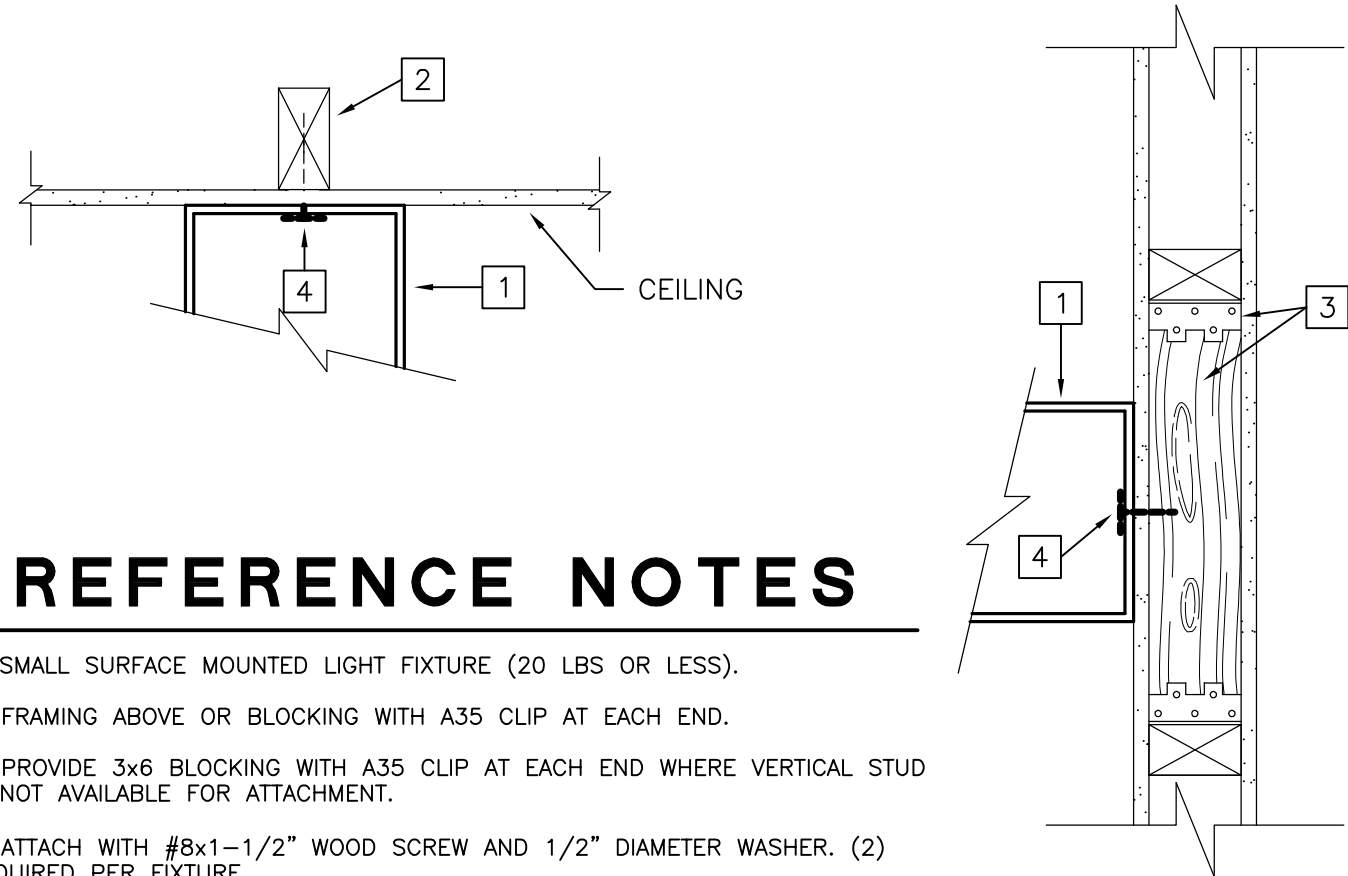 2
4
1
CEILING
1
3
4
REFERENCE NOTES
SMALL SURFACE MOUNTED LIGHT FIXTURE (20 LBS OR LESS).
FRAMING ABOVE OR BLOCKING WITH A35 CLIP AT EACH END.
PROVIDE 3x6 BLOCKING WITH A35 CLIP AT EACH END WHERE VERTICAL STUD
NOT AVAILABLE FOR ATTACHMENT.
ATTACH WITH #8x1-1/2" WOOD SCREW AND 1/2" DIAMETER WASHER. (2)
PER FIXTURE